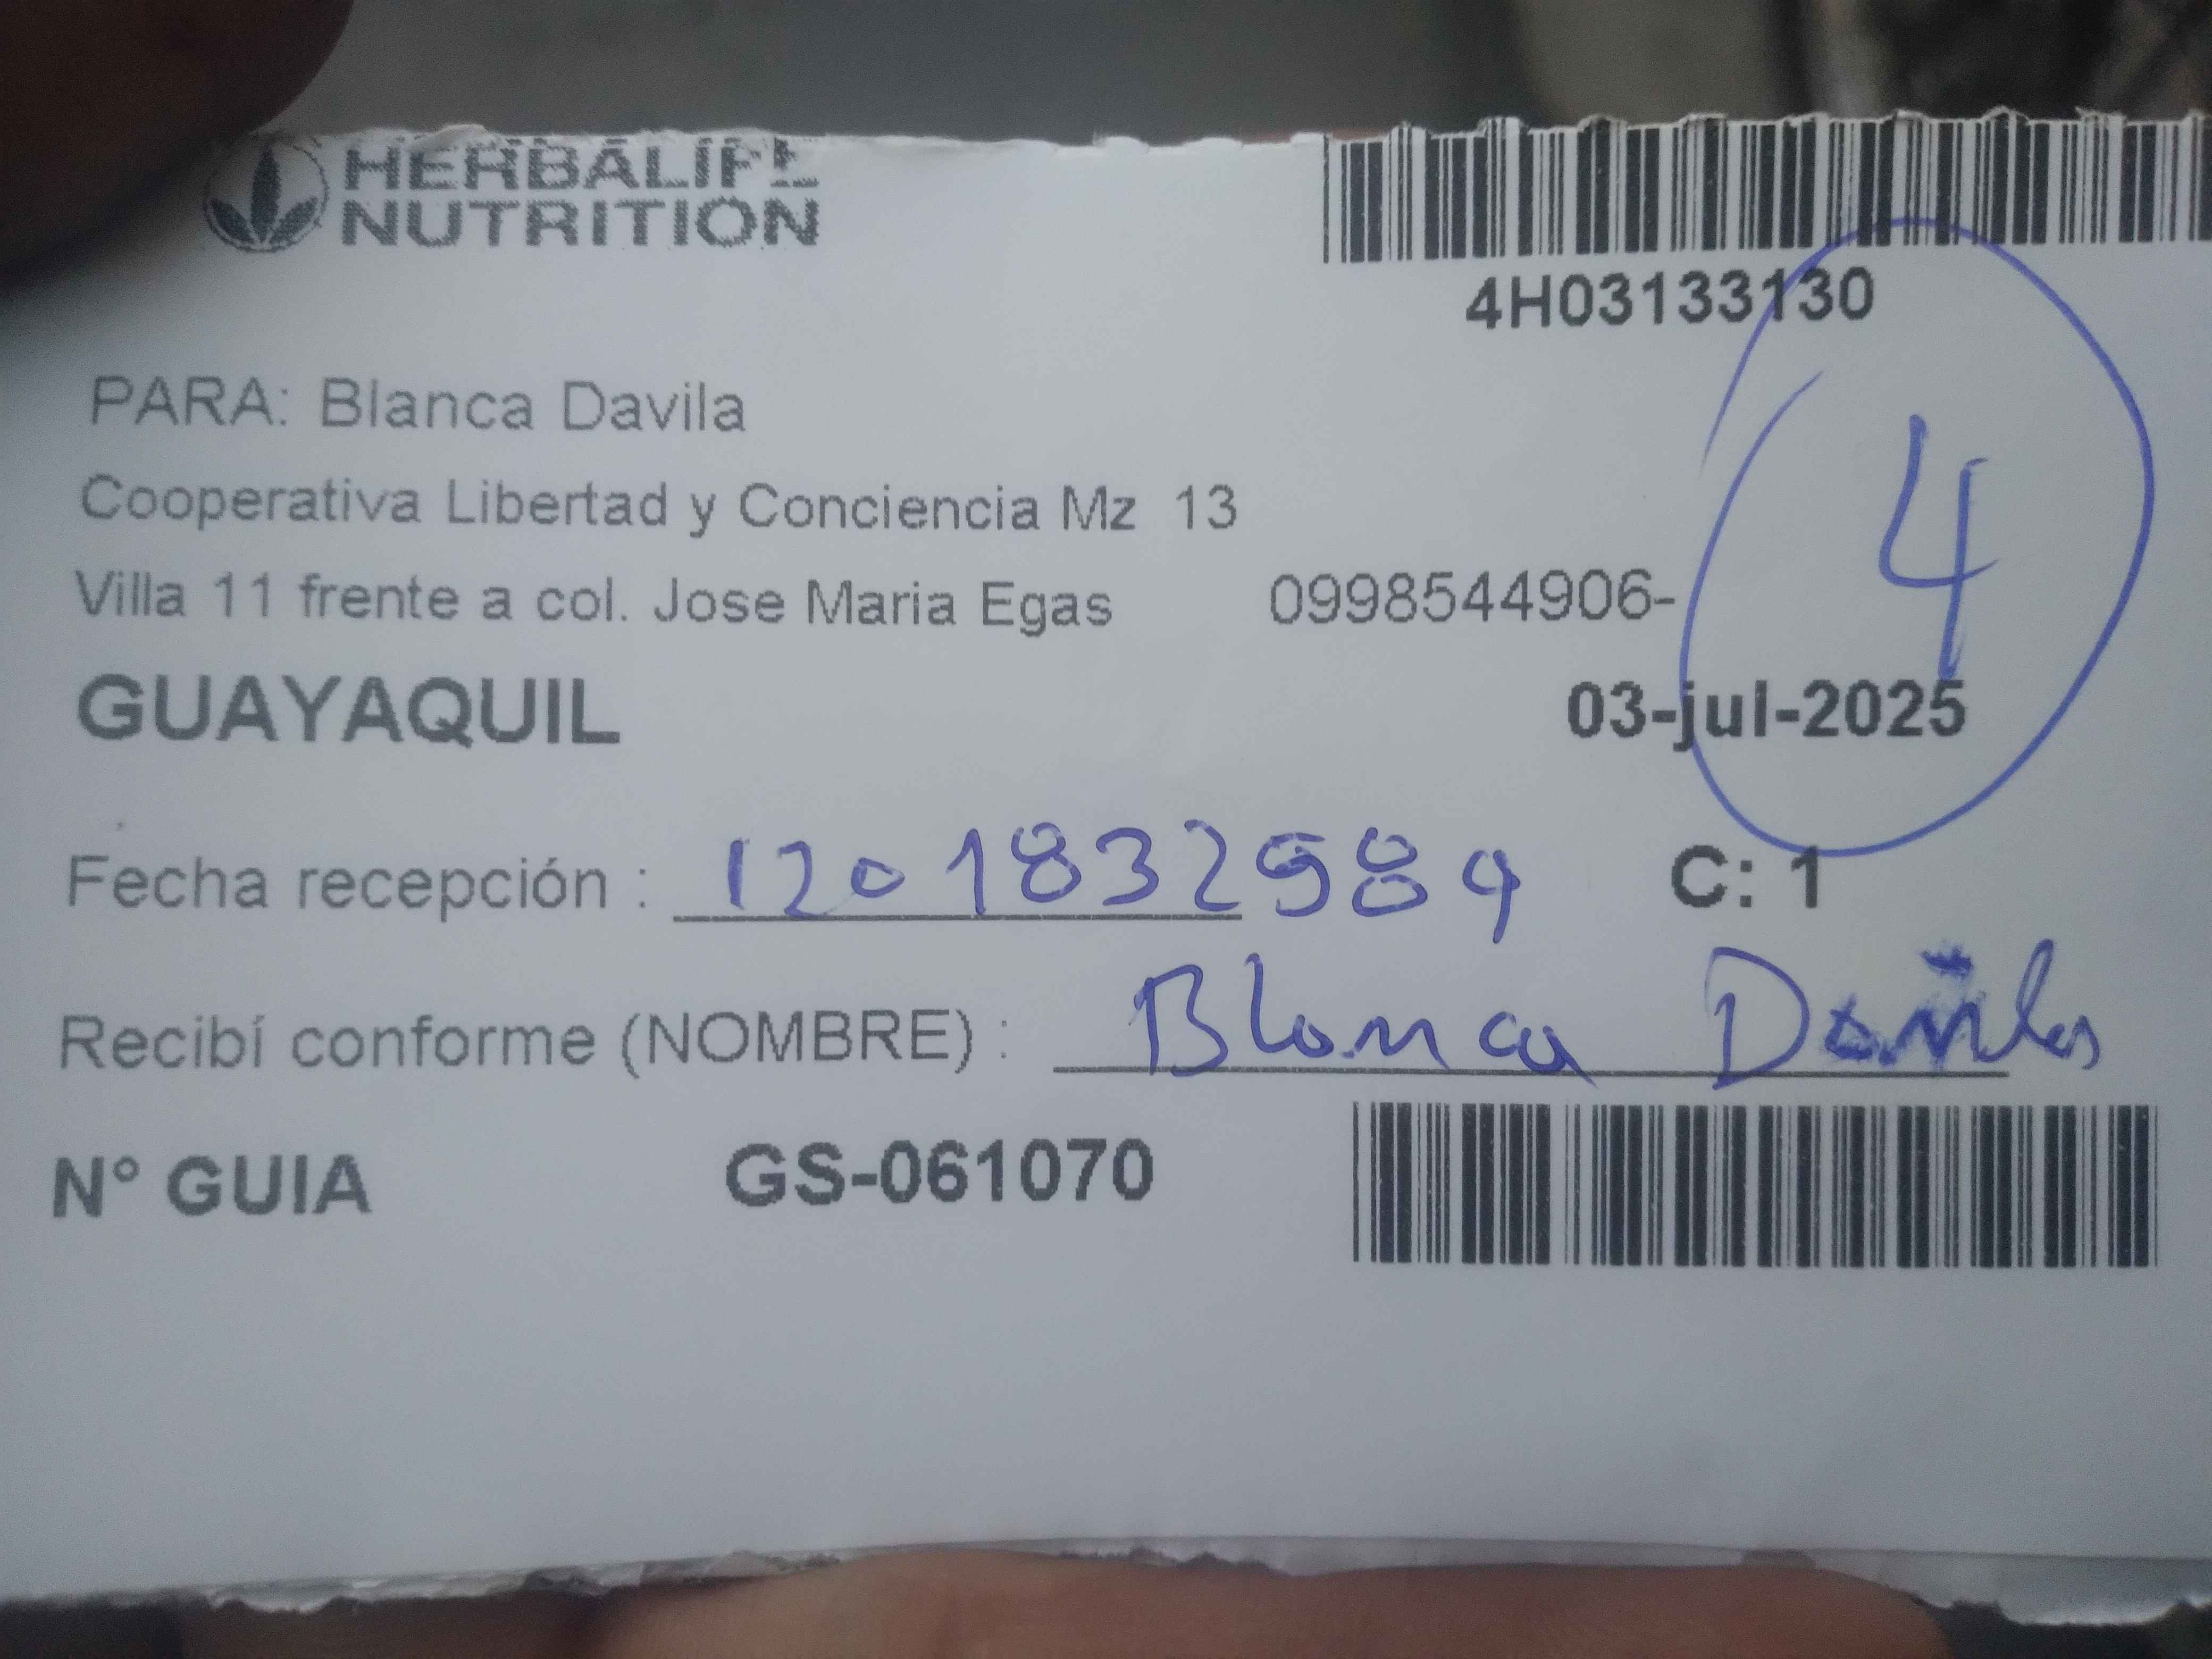 HERBALIFE
NUTRITION
4H03133130
PARA: Blanca Davila
Cooperativa Libertad y Conciencia Mz 13
Villa 11 frente a col. Jose Maria Egas 0998544906-
4
GUAYAQUIL 03-jul-2025
Fecha recepción : 1201832989 C: 1
Recibí conforme (NOMBRE) : Blanca Davila
N° GUIA GS-061070